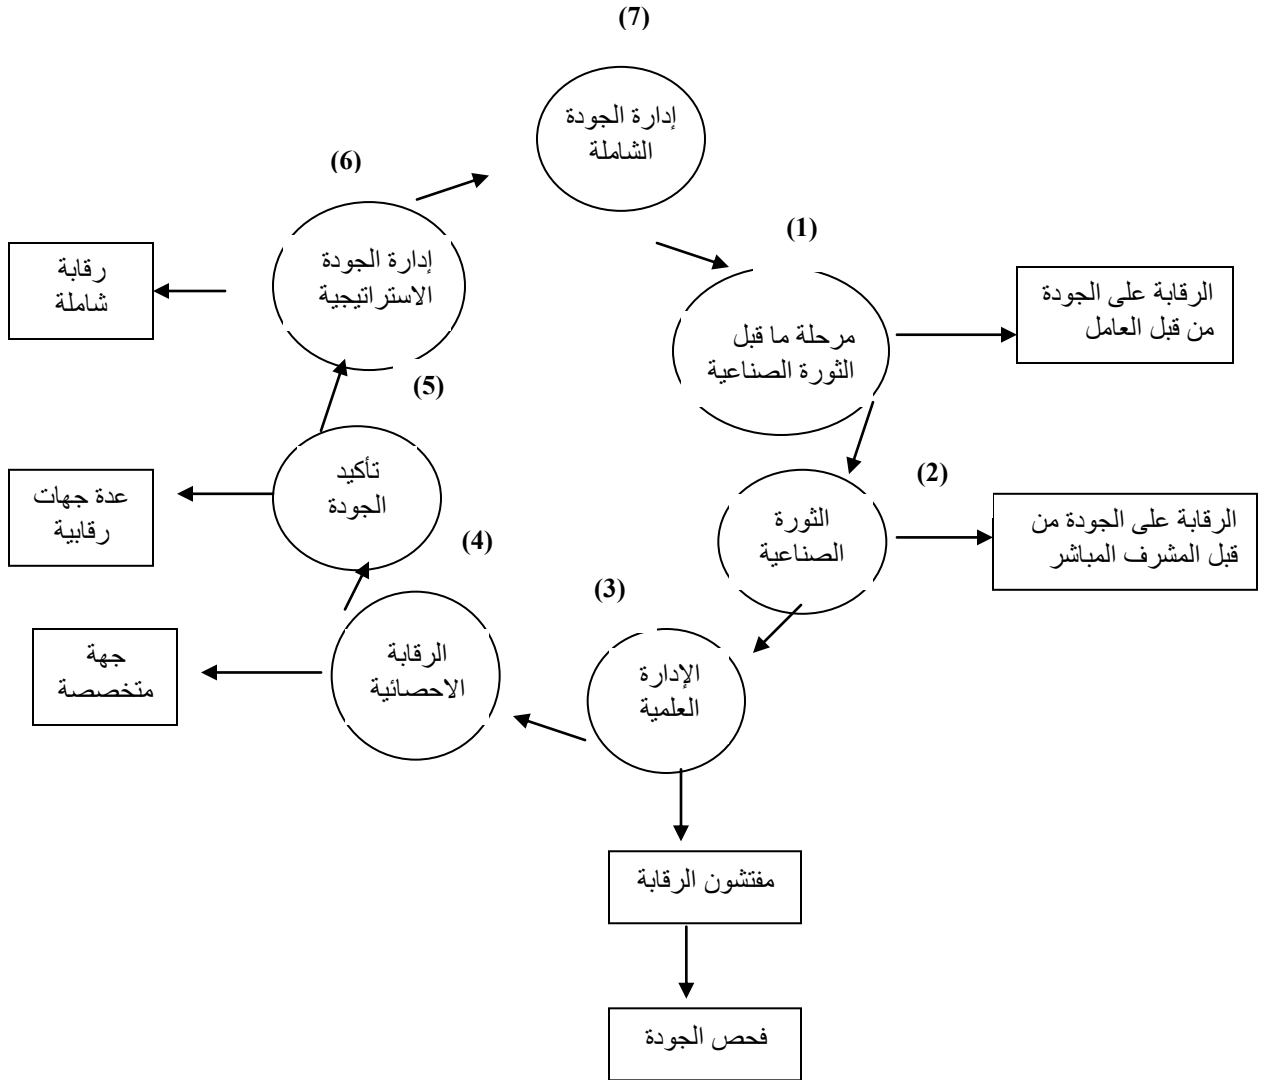 (7)
إدارة الجودة
الشاملة
(6)
إدارة الجودة
الاستراتيجية
رقابة
شاملة
(1)
مرحلة ما قبل
الثورة الصناعية
الرقابة على الجودة
من قبل العامل
(5)
تأكيد
الجودة
عدة جهات
رقابية
(2)
الثورة
الصناعية
الرقابة على الجودة من
قبل المشرف المباشر
(4)
الرقابة
الاحصائية
جهة
متخصصة
(3)
الإدارة
العلمية
مفتشون الرقابة
فحص الجودة